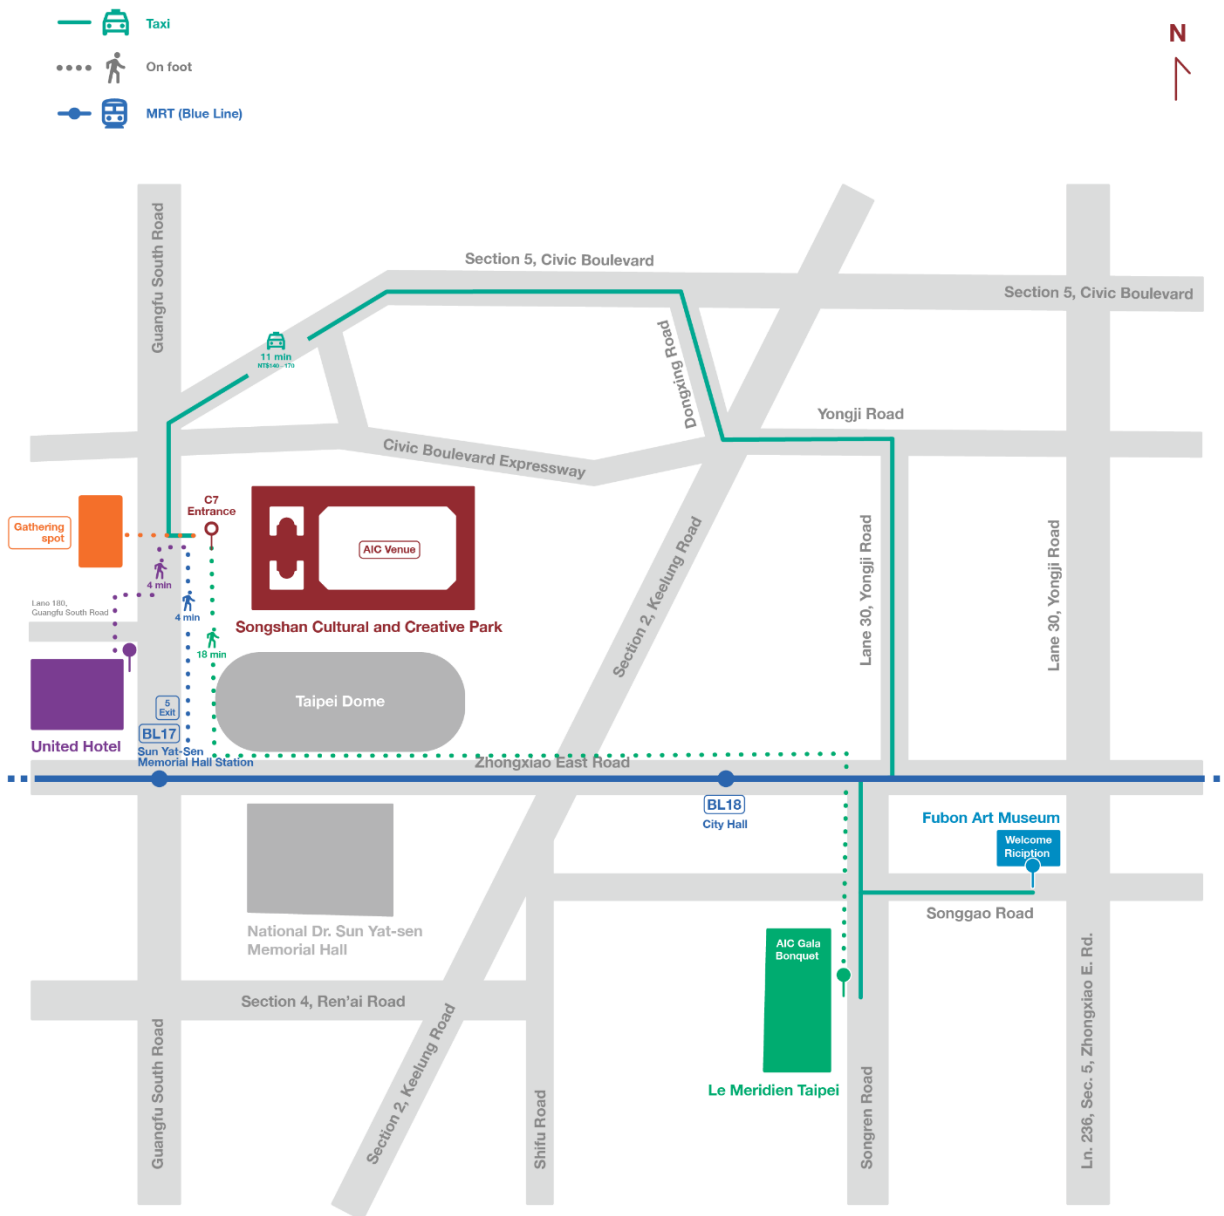 Taxi
On foot
MRT (Blue Line)
N
Guangfu South Road
Section 5, Civic Boulevard
Section 5, Civic Boulevard
11 min
NT$140 - 170
Dongxing Road
Yongji Road
Civic Boulevard Expressway
C7
Entrance
Gathering
spot
AIC Venue
4 min
4 min
Lano 180,
Guangfu South Road
Songshan Cultural and Creative Park
18 min
Section 2, Keelung Road
Lane 30, Yongji Road
Lane 30, Yongji Road
Taipei Dome
5
Exit
BL17
United Hotel
Sun Yat-Sen
Memorial Hall Station
Zhongxiao East Road
BL18
City Hall
Fubon Art Museum
Welcome
Riciption
Songgao Road
National Dr. Sun Yat-sen
Memorial Hall
AIC Gala
Bonquet
Section 4, Ren'ai Road
Le Meridien Taipei
Guangfu South Road
Section 2, Keelung Road
Shifu Road
Songren Road
Ln. 236, Sec. 5, Zhongxiao E. Rd.